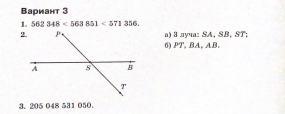 Вариант 3
1. 562 348 < 563 851 < 571 356.
2.
P
а) 3 луча: SA, SB, ST;
б) PT, BA, AB.
A S B
T
3. 205 048 531 050.